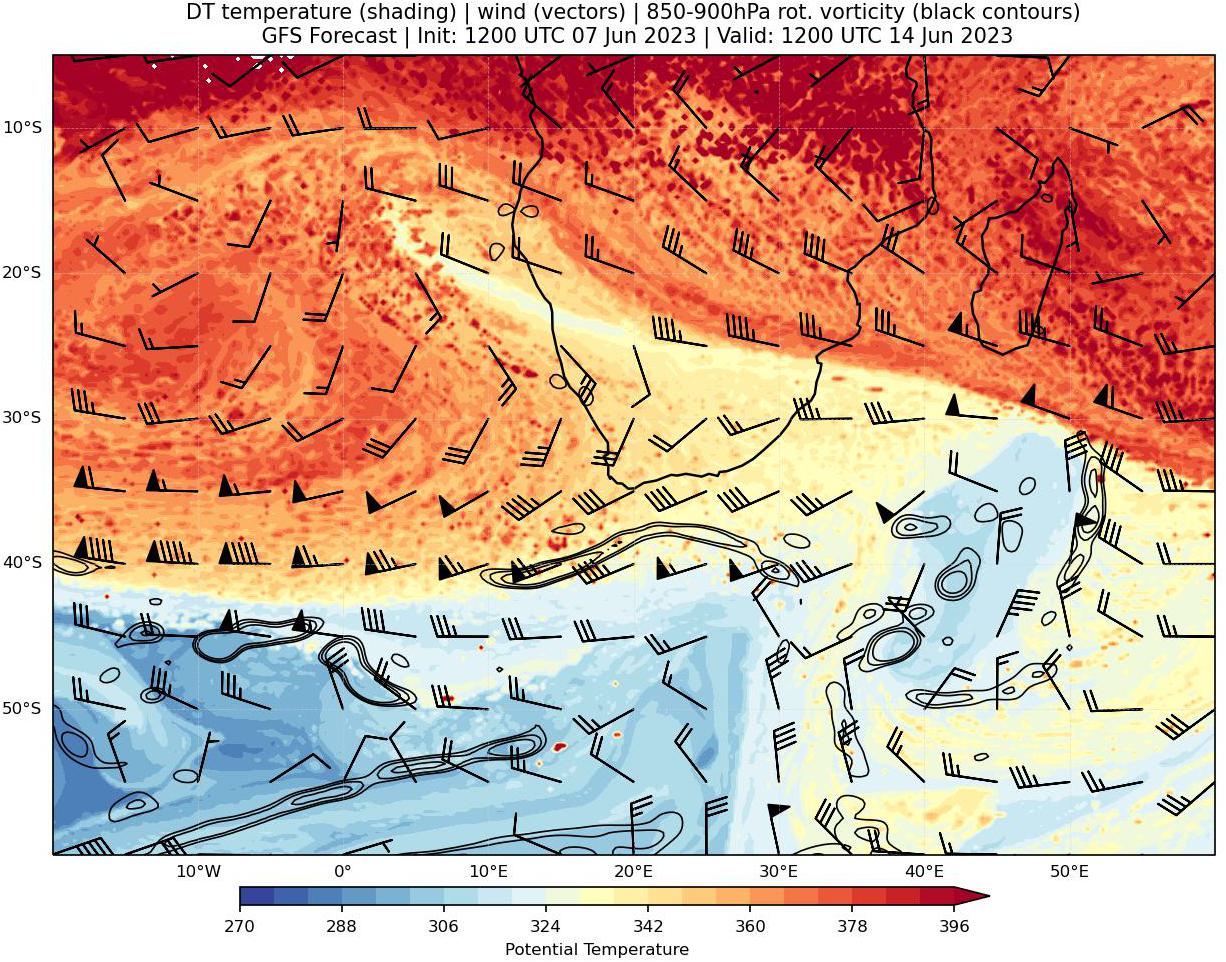 DT temperature (shading) | wind (vectors) | 850-900hPa rot. vorticity (black contours)
GFS Forecast | Init: 1200 UTC 07 Jun 2023 | Valid: 1200 UTC 14 Jun 2023
10°S
20°S
30°S
40°S
50°S
10°W 0° 10°E 20°E 30°E 40°E 50°E
270 288 306 324 342 360 378 396
Potential Temperature